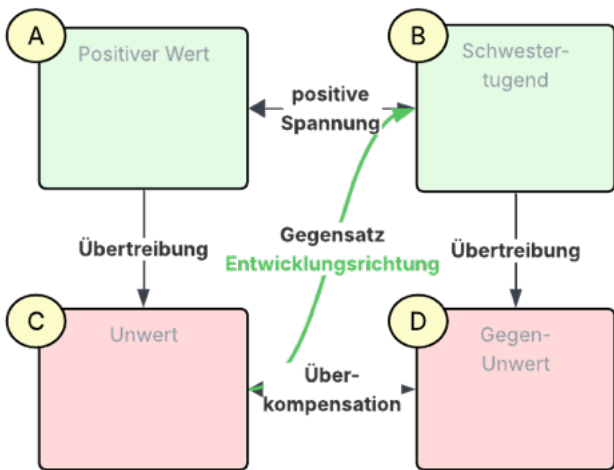 A
Positiver Wert
B
Schwester-
tugend
positive
Spannung
Übertreibung
Gegensatz
Entwicklungsrichtung
Übertreibung
C
Unwert
D
Gegen-
Unwert
Über-
kompensation